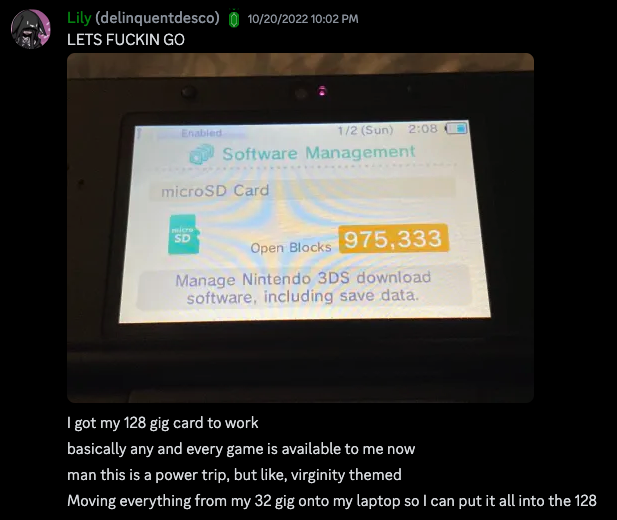 Lily (delinquentdesco) 10/20/2022 10:02 PM
LETS FUCKIN GO
Enabled 1/2 (Sun) 2:08
Software Management
microSD Card
micro
SD
Open Blocks 975,333
Manage Nintendo 3DS download
software, including save data.
I got my 128 gig card to work
basically any and every game is available to me now
man this is a power trip, but like, virginity themed
Moving everything from my 32 gig onto my laptop so I can put it all into the 128